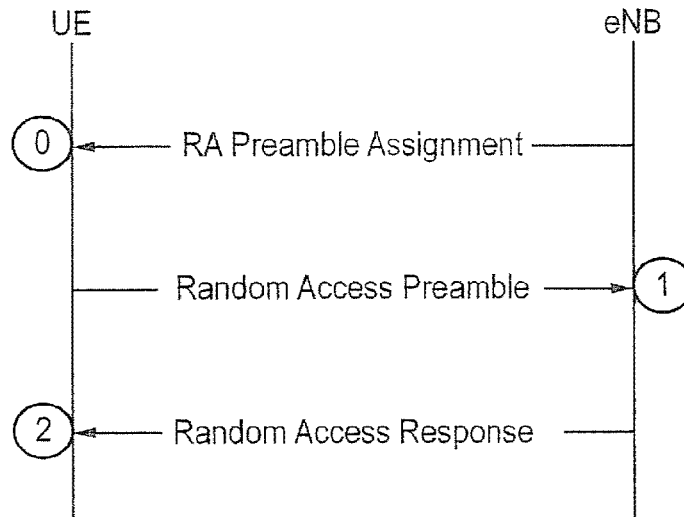 UE eNB
0 RA Preamble Assignment
Random Access Preamble 1
2 Random Access Response